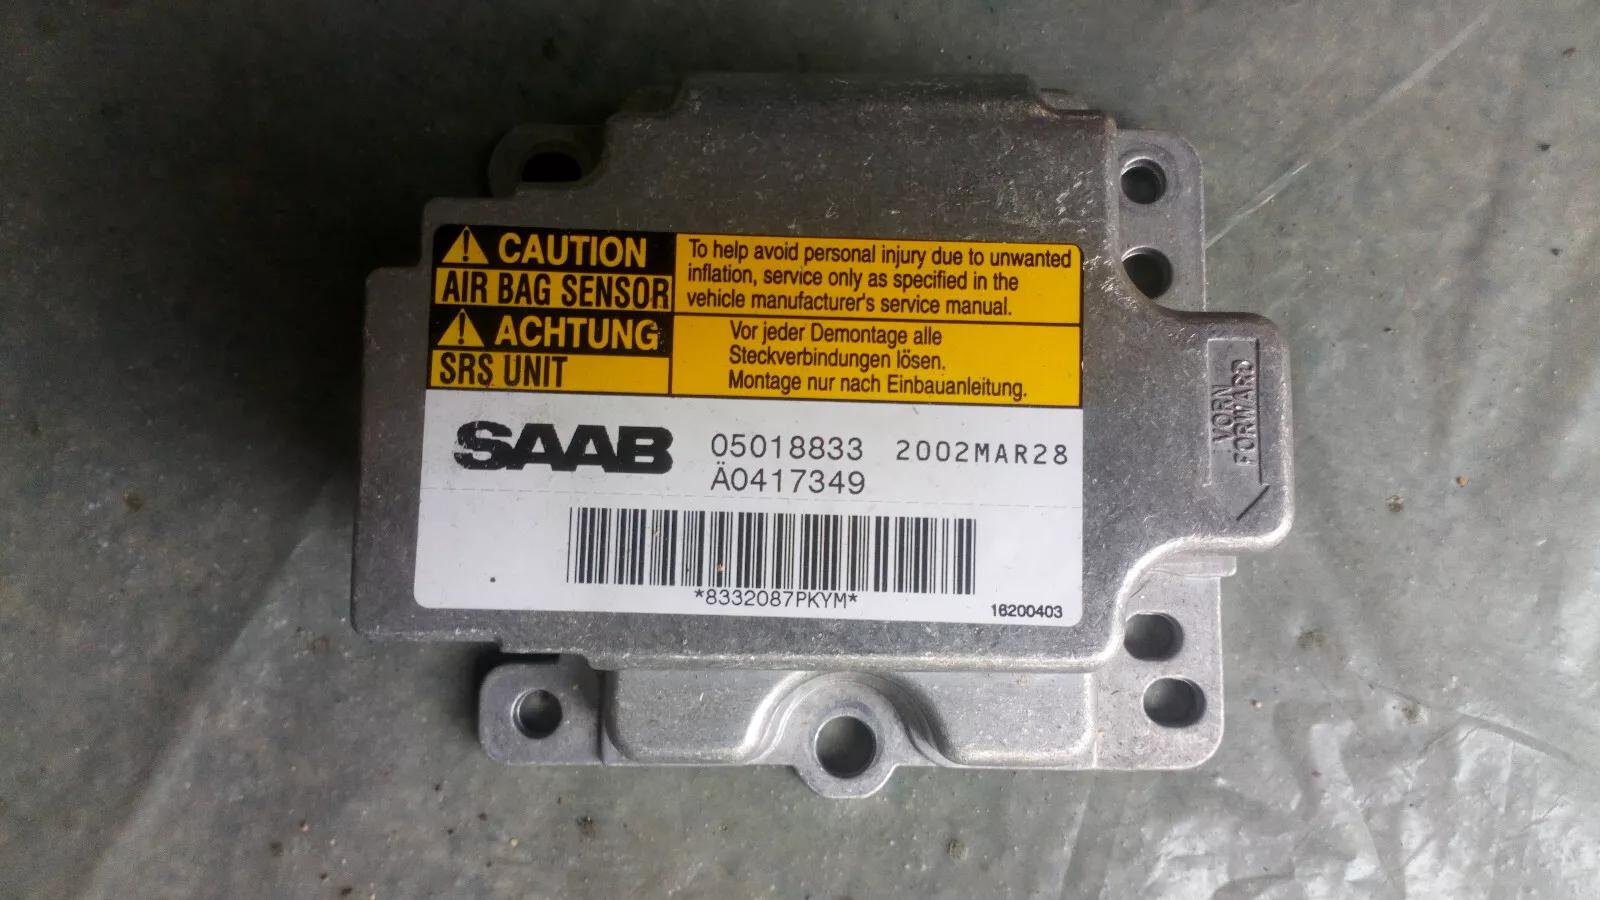 CAUTION
AIR BAG SENSOR
To help avoid personal injury due to unwanted
inflation, service only as specified in the
vehicle manufacturer's service manual.
ACHTUNG
SRS UNIT
Vor jeder Demontage alle
Steckverbindungen lösen.
Montage nur nach Einbauanleitung.
SAAB 05018833 2002MAR28
Ä0417349
*8332087PKYM*
16200403
VORN
FORWARD